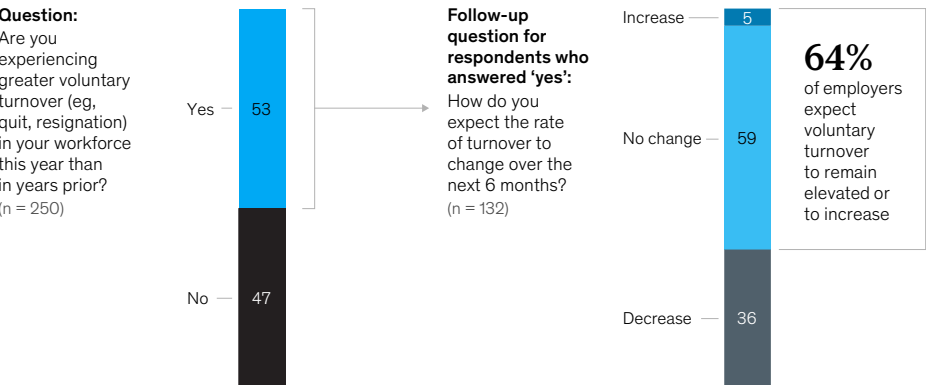 Question:
Are you
experiencing
greater voluntary
turnover (eg,
quit, resignation)
in your workforce
this year than
in years prior?
(n = 250)
Yes
53
No
47
Follow-up
question for
respondents who
answered ‘yes’:
How do you
expect the rate
of turnover to
change over the
next 6 months?
(n = 132)
Increase
5
No change
59
Decrease
36
64%
of employers
expect
voluntary
turnover
to remain
elevated or
to increase